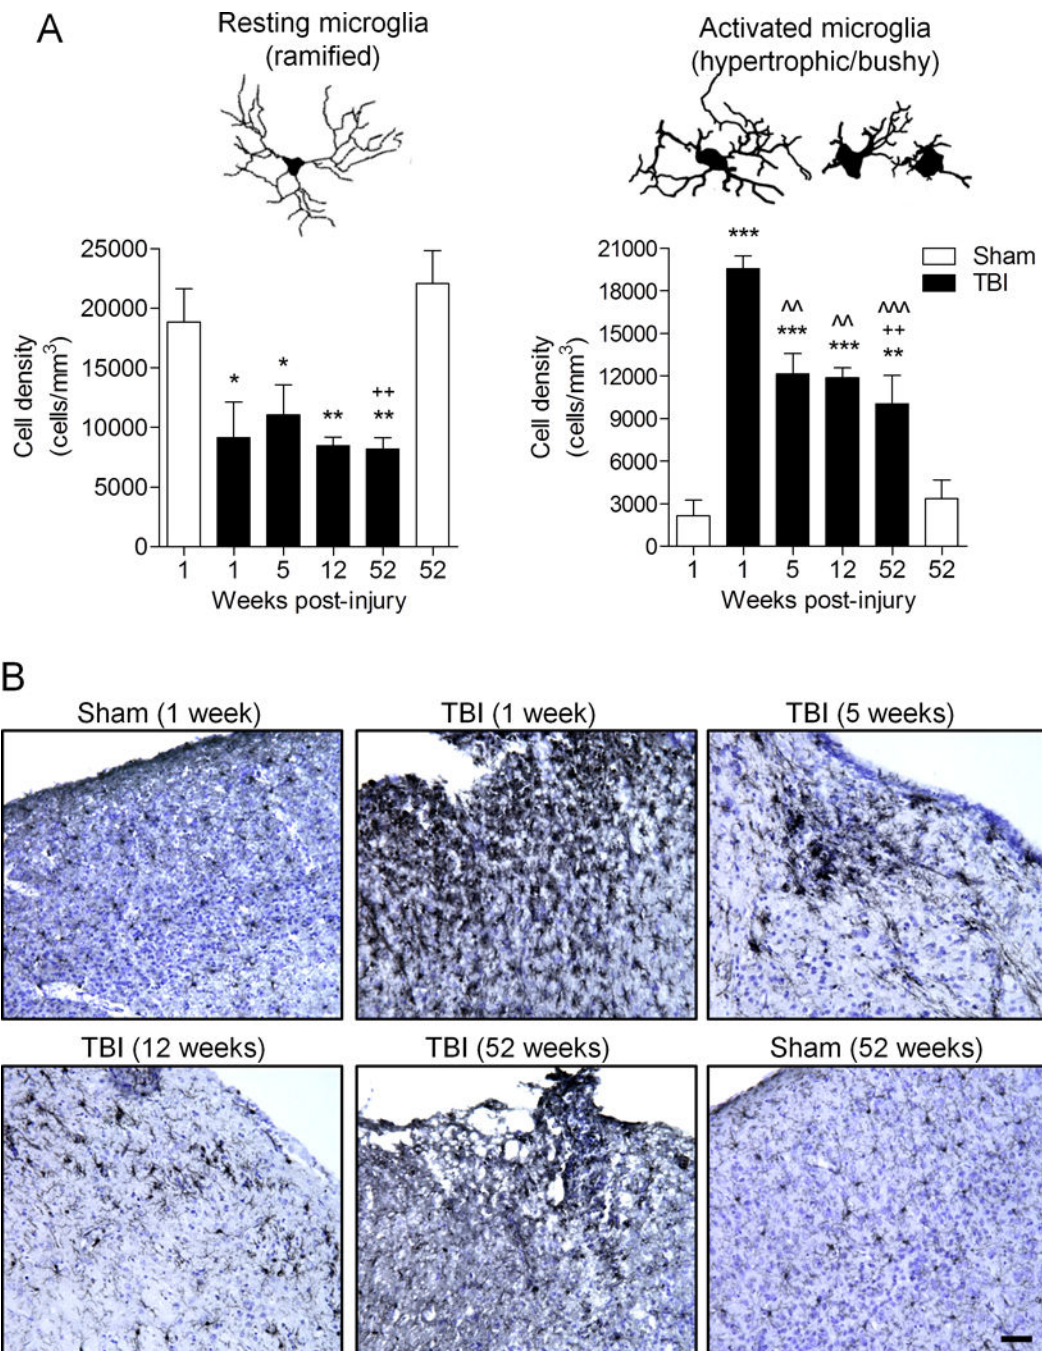 A
Resting microglia
(ramified)
Activated microglia
(hypertrophic/bushy)
25000
20000
15000
10000
5000
0
Cell density
(cells/mm³)
*
*
**
++
**
1 1 5 12 52 52
Weeks post-injury
21000
18000
15000
12000
9000
6000
3000
0
Cell density
(cells/mm³)
***
^^
***
^^
***
^^^
++
**
Sham
TBI
1 1 5 12 52 52
Weeks post-injury
B
Sham (1 week)
TBI (1 week)
TBI (5 weeks)
TBI (12 weeks)
TBI (52 weeks)
Sham (52 weeks)